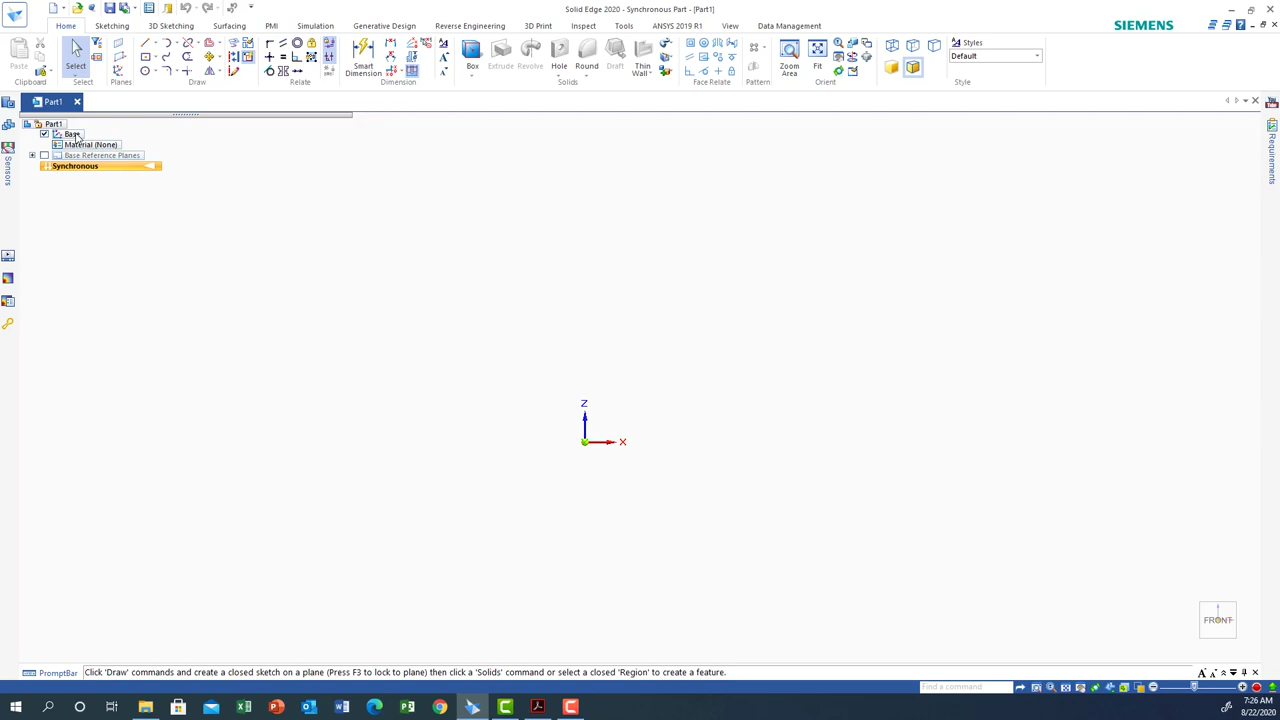 Solid Edge 2020 - Synchronous Part - [Part1]
Home Sketching 3D Sketching Surfacing PMI Simulation Generative Design Reverse Engineering 3D Print Inspect Tools ANSYS 2019 R1 View Data Management
SIEMENS
Paste Select Smart Dimension Box Extrude Revolve Hole Round Draft Thin Wall Zoom Area Fit Styles Default
Clipboard Select Planes Draw Relate Dimension Solids Face Relate Pattern Orient Style
Part1
Part1
Base
Material (None)
Base Reference Planes
Synchronous
Sensors
Requirements
Z
X
FRONT
PromptBar Click 'Draw' commands and create a closed sketch on a plane (Press F3 to lock to plane) then click a 'Solids' command or select a closed 'Region' to create a feature.
Find a command
7:26 AM
8/22/2020